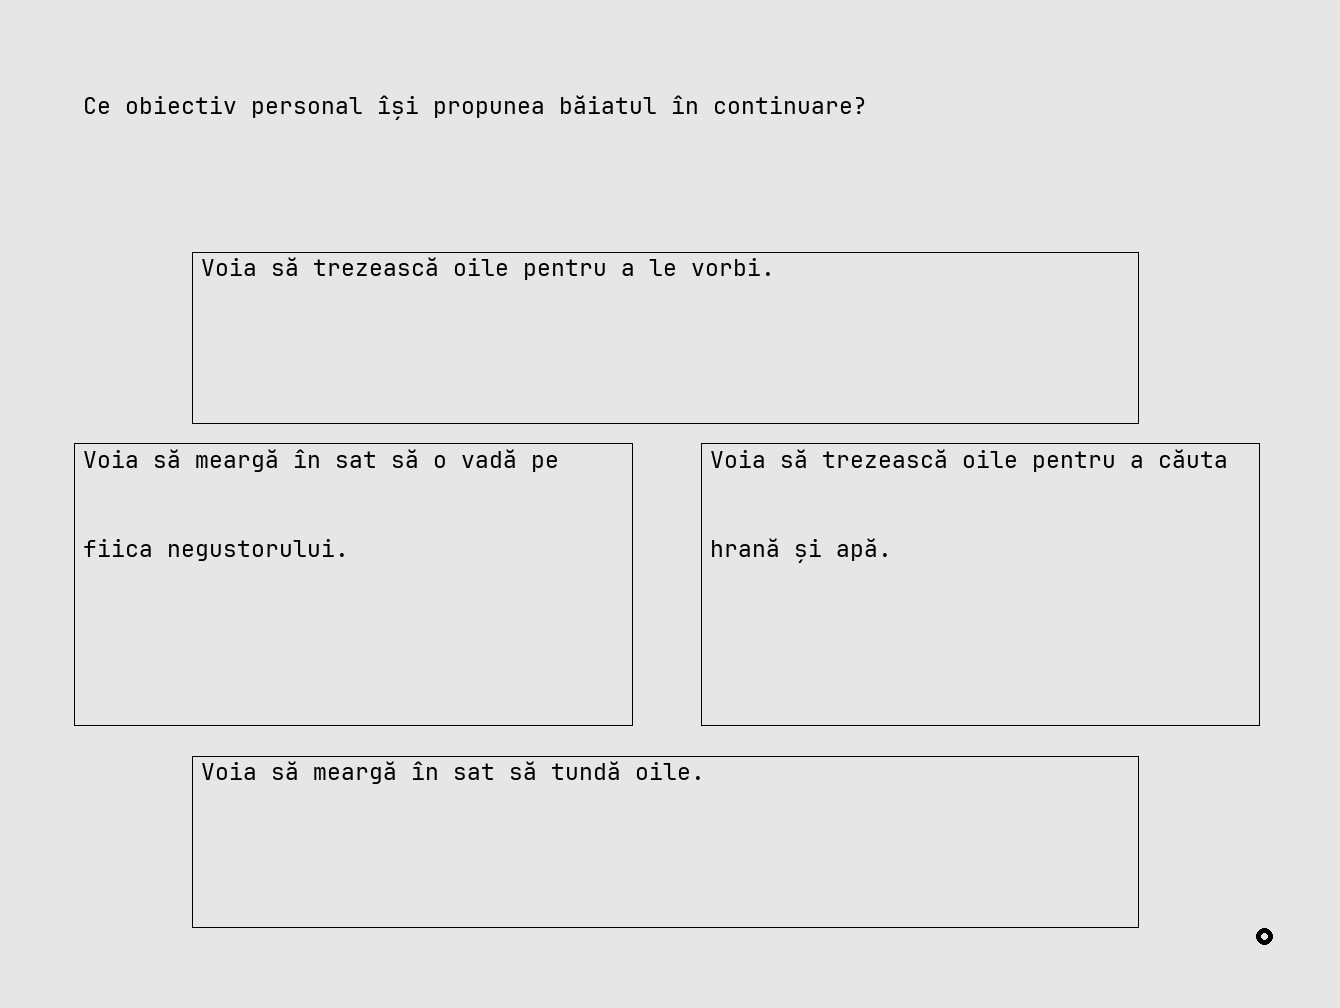 Ce obiectiv personal își propunea băiatul în continuare?
Voia să trezească oile pentru a le vorbi.
Voia să meargă în sat să o vadă pe
fiica negustorului.
Voia să trezească oile pentru a căuta
hrană și apă.
Voia să meargă în sat să tundă oile.